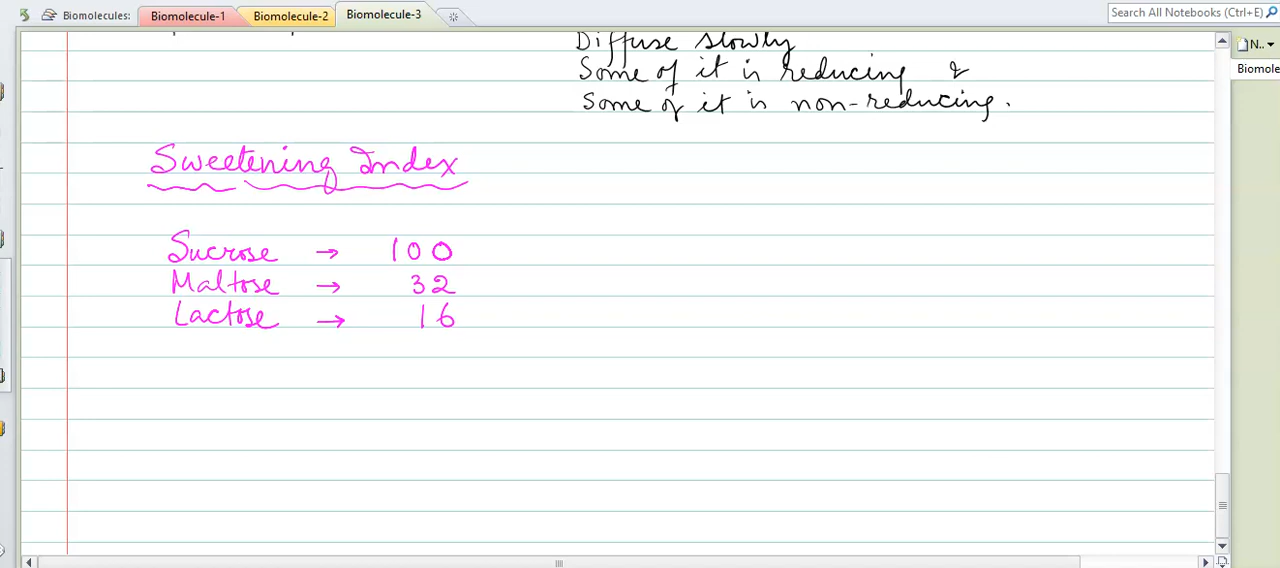 Biomolecules:
Biomolecule-1
Biomolecule-2
Biomolecule-3
Search All Notebooks (Ctrl+E)
N..
Biomole
Diffuse slowly
Some of it is reducing &
Some of it is non-reducing.
Sweetening Index
Sucrose → 100
Maltose → 32
Lactose → 16